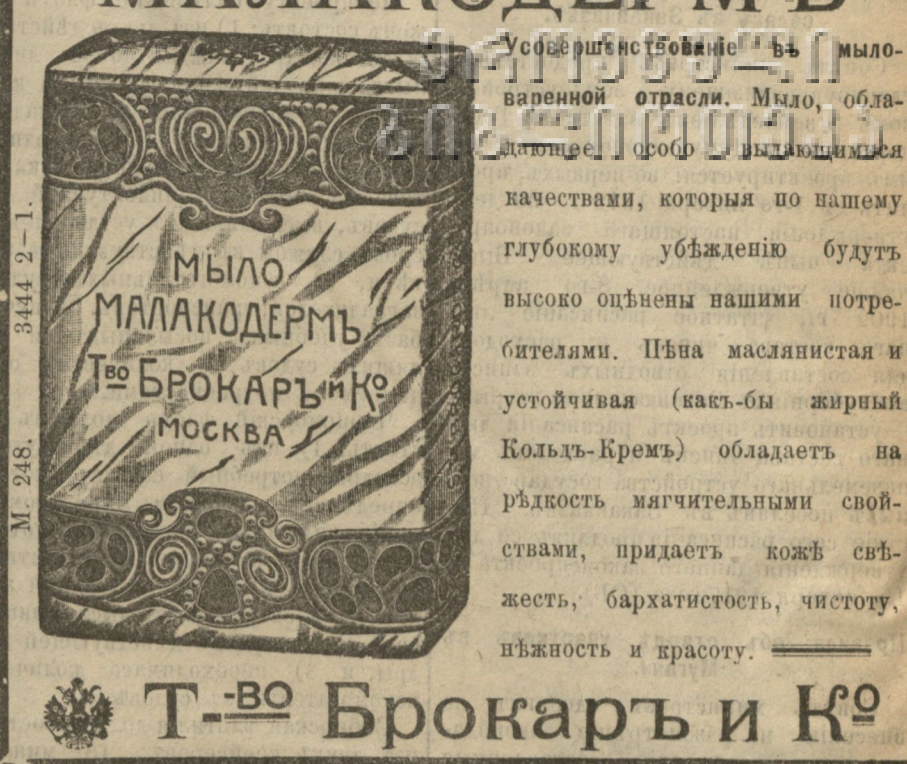 МАЛАКОДЕРМЪ
Усовершенствованіе въ мыло-
варенной отрасли. Мыло, обла-
дающее особо выдающимися
качествами, которыя по нашему
глубокому убѣжденію будутъ
высоко оцѣнены нашими потре-
бителями. Пѣна маслянистая и
устойчивая (какъ-бы жирный
Кольдъ-Кремъ) обладаетъ на
рѣдкость мягчительными свой-
ствами, придаетъ кожѣ свѣ-
жесть, бархатистость, чистоту,
нѣжность и красоту.
МЫЛО
МАЛАКОДЕРМЪ
Тво БРОКАРЪ и Ко
МОСКВА
М. 248. 3444 2—1.
Т-во Брокаръ и Ко